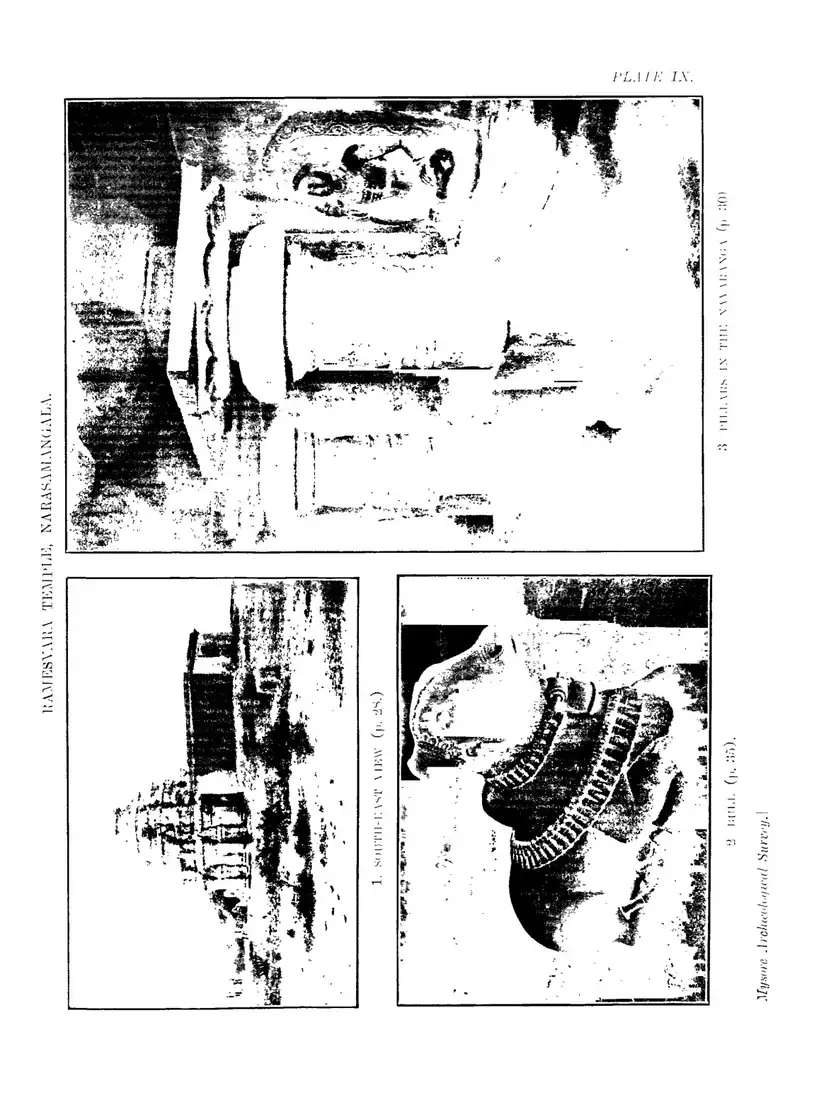 PLATE IX.
RAMESVARA TEMPLE, NARASAMANGALA.
1. SOUTH-EAST VIEW (p. 28.)
2 BULL (p. 35).
3 PILLARS IN THE NAVARANGA (p 30)
Mysore Archæological Survey.]